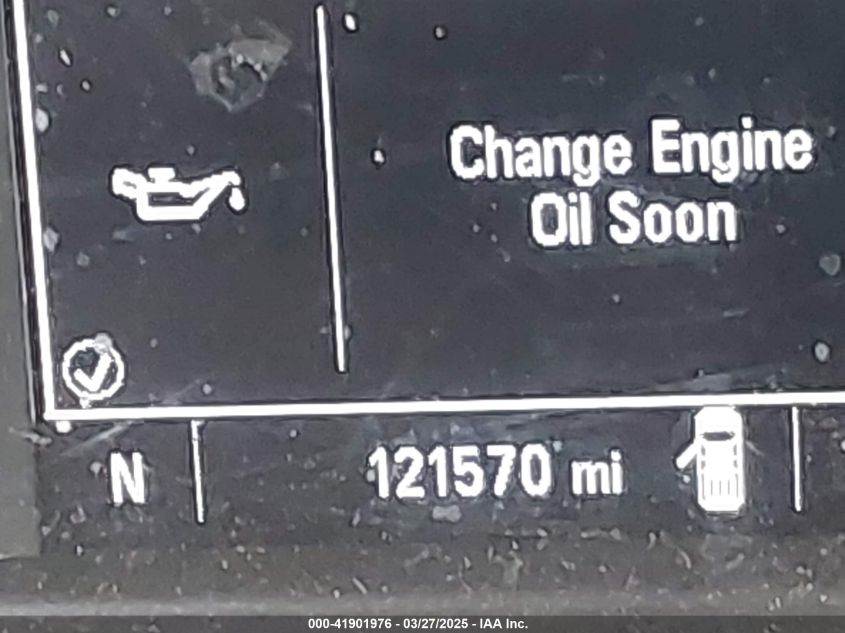 Change Engine
Oil Soon
N
121570 mi
000-41901976 - 03/27/2025 - IAA Inc.